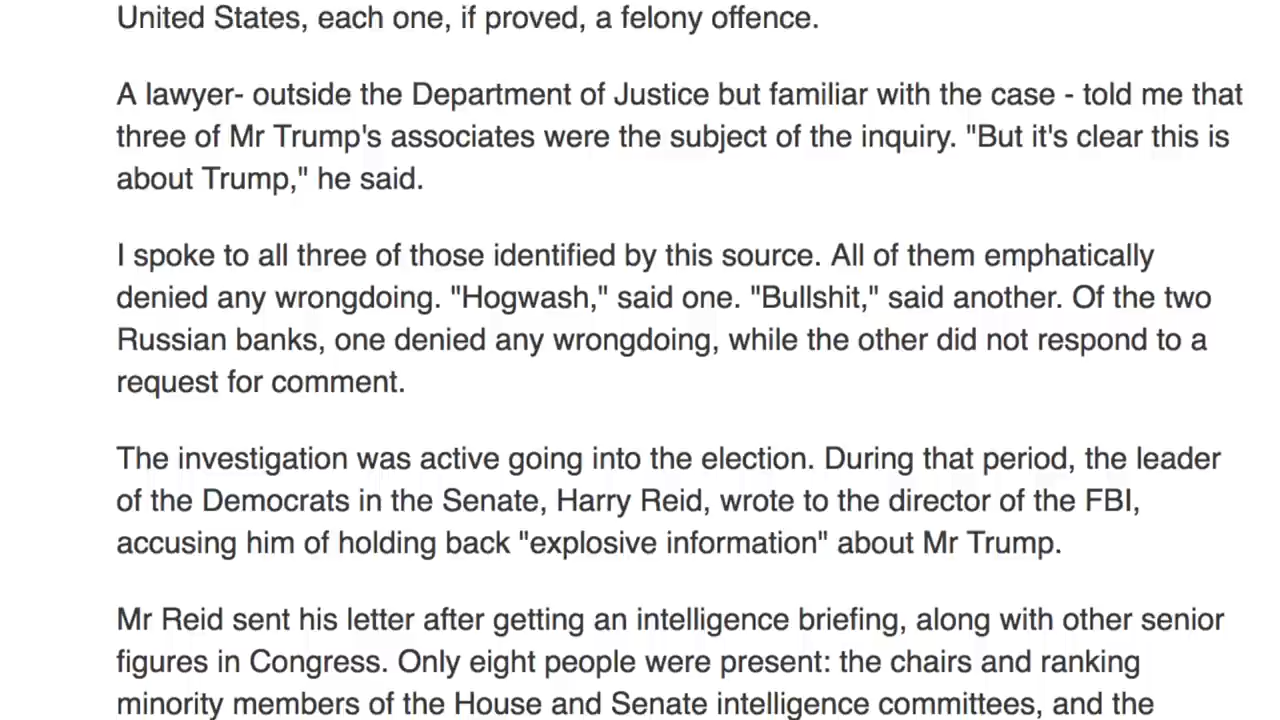 United States, each one, if proved, a felony offence.
A lawyer- outside the Department of Justice but familiar with the case - told me that
three of Mr Trump's associates were the subject of the inquiry. "But it's clear this is
about Trump," he said.
I spoke to all three of those identified by this source. All of them emphatically
denied any wrongdoing. "Hogwash," said one. "Bullshit," said another. Of the two
Russian banks, one denied any wrongdoing, while the other did not respond to a
request for comment.
The investigation was active going into the election. During that period, the leader
of the Democrats in the Senate, Harry Reid, wrote to the director of the FBI,
accusing him of holding back "explosive information" about Mr Trump.
Mr Reid sent his letter after getting an intelligence briefing, along with other senior
figures in Congress. Only eight people were present: the chairs and ranking
minority members of the House and Senate intelligence committees, and the